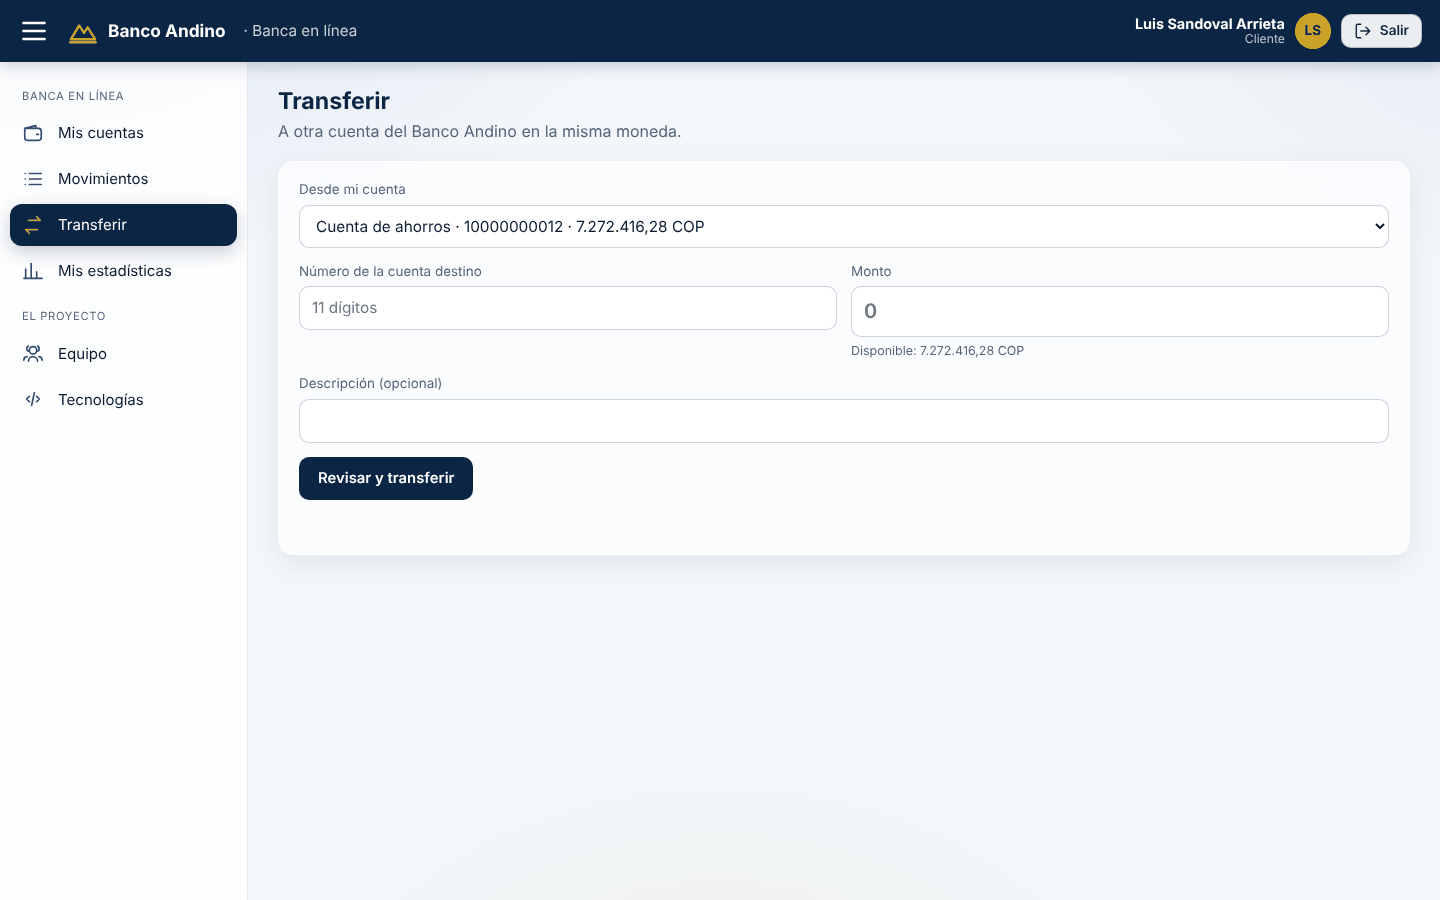 Banco Andino · Banca en línea
Luis Sandoval Arrieta
Cliente
LS
Salir
BANCA EN LÍNEA
Mis cuentas
Movimientos
Transferir
Mis estadísticas
EL PROYECTO
Equipo
Tecnologías
Transferir
A otra cuenta del Banco Andino en la misma moneda.
Desde mi cuenta
Cuenta de ahorros · 10000000012 · 7.272.416,28 COP
Número de la cuenta destino
11 dígitos
Monto
0
Disponible: 7.272.416,28 COP
Descripción (opcional)
Revisar y transferir